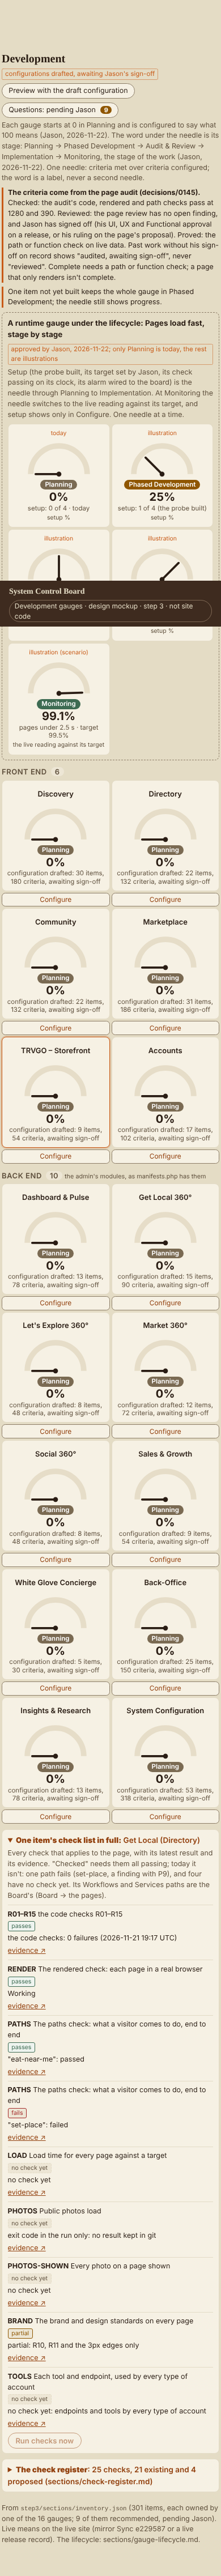 Development
configurations drafted, awaiting Jason's sign-off
Preview with the draft configuration
Questions: pending Jason 9
Each gauge starts at 0 in Planning and is configured to say what
100 means (Jason, 2026-11-22). The word under the needle is its
stage: Planning → Phased Development → Audit & Review →
Implementation → Monitoring, the stage of the work (Jason,
2026-11-22). One needle: criteria met over criteria configured;
the word is a label, never a second needle.
The criteria come from the page audit (decisions/0145).
Checked: the audit's code, rendered and path checks pass at
1280 and 390. Reviewed: the page review has no open finding,
and Jason has signed off (his UI, UX and Functional approval
on a release, or his ruling on the page's proposal). Proved: the
path or function check on live data. Past work with no his sign-
off on record shows "audited, awaiting sign-off", never
"reviewed". Complete needs a path or function check; a page
that only renders isn't complete.
One item not yet built keeps the whole gauge in Phased
Development; the needle still shows progress.
A runtime gauge under the lifecycle: Pages load fast,
stage by stage
approved by Jason, 2026-11-22; only Planning is today, the rest
are illustrations
Setup (the probe built, its target set by Jason, its check
running on its clock, its alarm wired to the board) is the
needle through Planning to Implementation. At Monitoring the
needle switches to the live reading against its target, and
setup shows only in Configure. One needle at a time.
today
Planning
0%
setup: 0 of 4 · today
setup %
illustration
Phased Development
25%
setup: 1 of 4 (the probe built)
setup %
illustration
illustration
System Control Board
Development gauges · design mockup · step 3 · not site
code
setup %
illustration (scenario)
Monitoring
99.1%
pages under 2.5 s · target
99.5%
the live reading against its target
FRONT END 6
Discovery
Planning
0%
configuration drafted: 30 items,
180 criteria, awaiting sign-off
Configure
Directory
Planning
0%
configuration drafted: 22 items,
132 criteria, awaiting sign-off
Configure
Community
Planning
0%
configuration drafted: 22 items,
132 criteria, awaiting sign-off
Configure
Marketplace
Planning
0%
configuration drafted: 31 items,
186 criteria, awaiting sign-off
Configure
TRVGO – Storefront
Planning
0%
configuration drafted: 9 items,
54 criteria, awaiting sign-off
Configure
Accounts
Planning
0%
configuration drafted: 17 items,
102 criteria, awaiting sign-off
Configure
BACK END 10 the admin's modules, as manifests.php has them
Dashboard & Pulse
Planning
0%
configuration drafted: 13 items,
78 criteria, awaiting sign-off
Configure
Get Local 360°
Planning
0%
configuration drafted: 15 items,
90 criteria, awaiting sign-off
Configure
Let's Explore 360°
Planning
0%
configuration drafted: 8 items,
48 criteria, awaiting sign-off
Configure
Market 360°
Planning
0%
configuration drafted: 12 items,
72 criteria, awaiting sign-off
Configure
Social 360°
Planning
0%
configuration drafted: 8 items,
48 criteria, awaiting sign-off
Configure
Sales & Growth
Planning
0%
configuration drafted: 9 items,
54 criteria, awaiting sign-off
Configure
White Glove Concierge
Planning
0%
configuration drafted: 5 items,
30 criteria, awaiting sign-off
Configure
Back-Office
Planning
0%
configuration drafted: 25 items,
150 criteria, awaiting sign-off
Configure
Insights & Research
Planning
0%
configuration drafted: 13 items,
78 criteria, awaiting sign-off
Configure
System Configuration
Planning
0%
configuration drafted: 53 items,
318 criteria, awaiting sign-off
Configure
▼ One item's check list in full: Get Local (Directory)
Every check that applies to the page, with its latest result and
its evidence. "Checked" needs them all passing; today it
isn't: one path fails (set-place, a finding with P9), and four
have no check yet. Its Workflows and Services paths are the
Board's (Board → the pages).
R01–R15 the code checks R01–R15
passes
the code checks: 0 failures (2026-11-21 19:17 UTC)
evidence ↗
RENDER The rendered check: each page in a real browser
passes
Working
evidence ↗
PATHS The paths check: what a visitor comes to do, end to
end
passes
"eat-near-me": passed
evidence ↗
PATHS The paths check: what a visitor comes to do, end to
end
fails
"set-place": failed
evidence ↗
LOAD Load time for every page against a target
no check yet
no check yet
evidence ↗
PHOTOS Public photos load
no check yet
exit code in the run only: no result kept in git
evidence ↗
PHOTOS-SHOWN Every photo on a page shown
no check yet
no check yet
evidence ↗
BRAND The brand and design standards on every page
partial
partial: R10, R11 and the 3px edges only
evidence ↗
TOOLS Each tool and endpoint, used by every type of
account
no check yet
no check yet: endpoints and tools by every type of account
evidence ↗
Run checks now
▶ The check register: 25 checks, 21 existing and 4
proposed (sections/check-register.md)
From step3/sections/inventory.json (301 items, each owned by
one of the 16 gauges; 9 of them recommended, pending Jason).
Live means on the live site (mirror Sync e229587 or a live
release record). The lifecycle: sections/gauge-lifecycle.md.